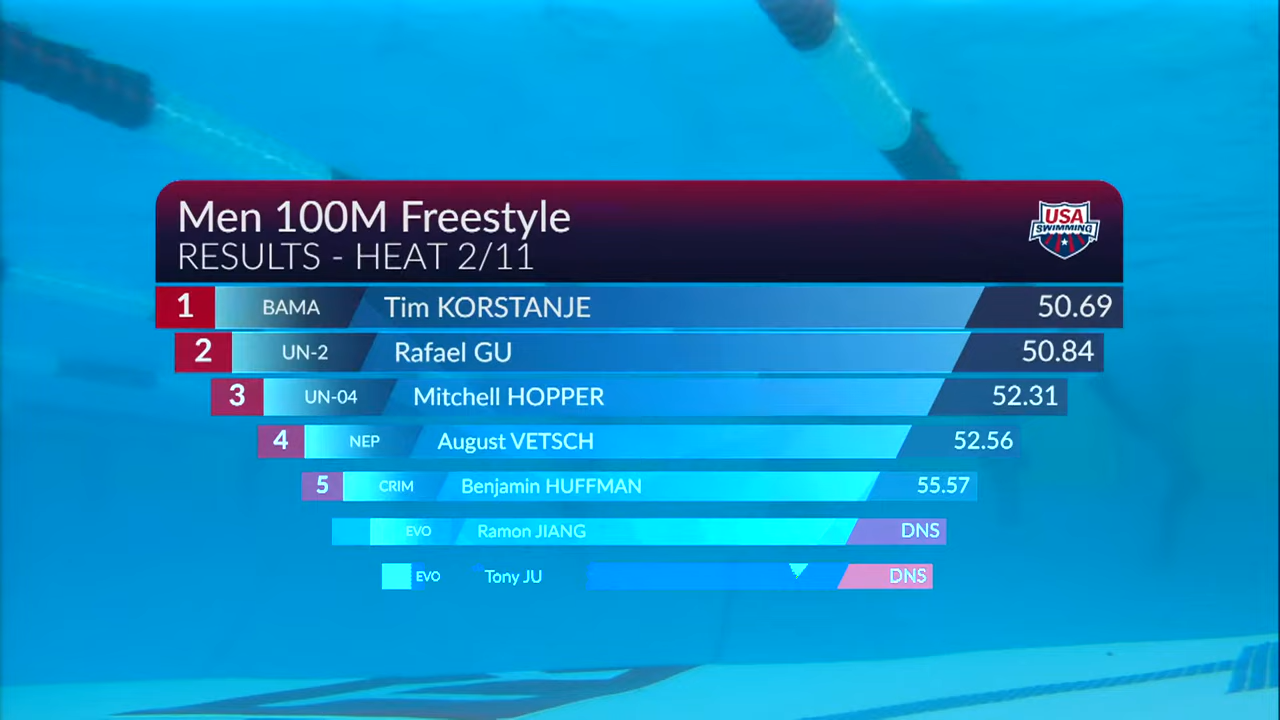 Men 100M Freestyle
RESULTS - HEAT 2/11
USA
SWIMMING
1 BAMA Tim KORSTANJE 50.69
2 UN-2 Rafael GU 50.84
3 UN-04 Mitchell HOPPER 52.31
4 NEP August VETSCH 52.56
5 CRIM Benjamin HUFFMAN 55.57
EVO Ramon JIANG DNS
EVO Tony JU DNS